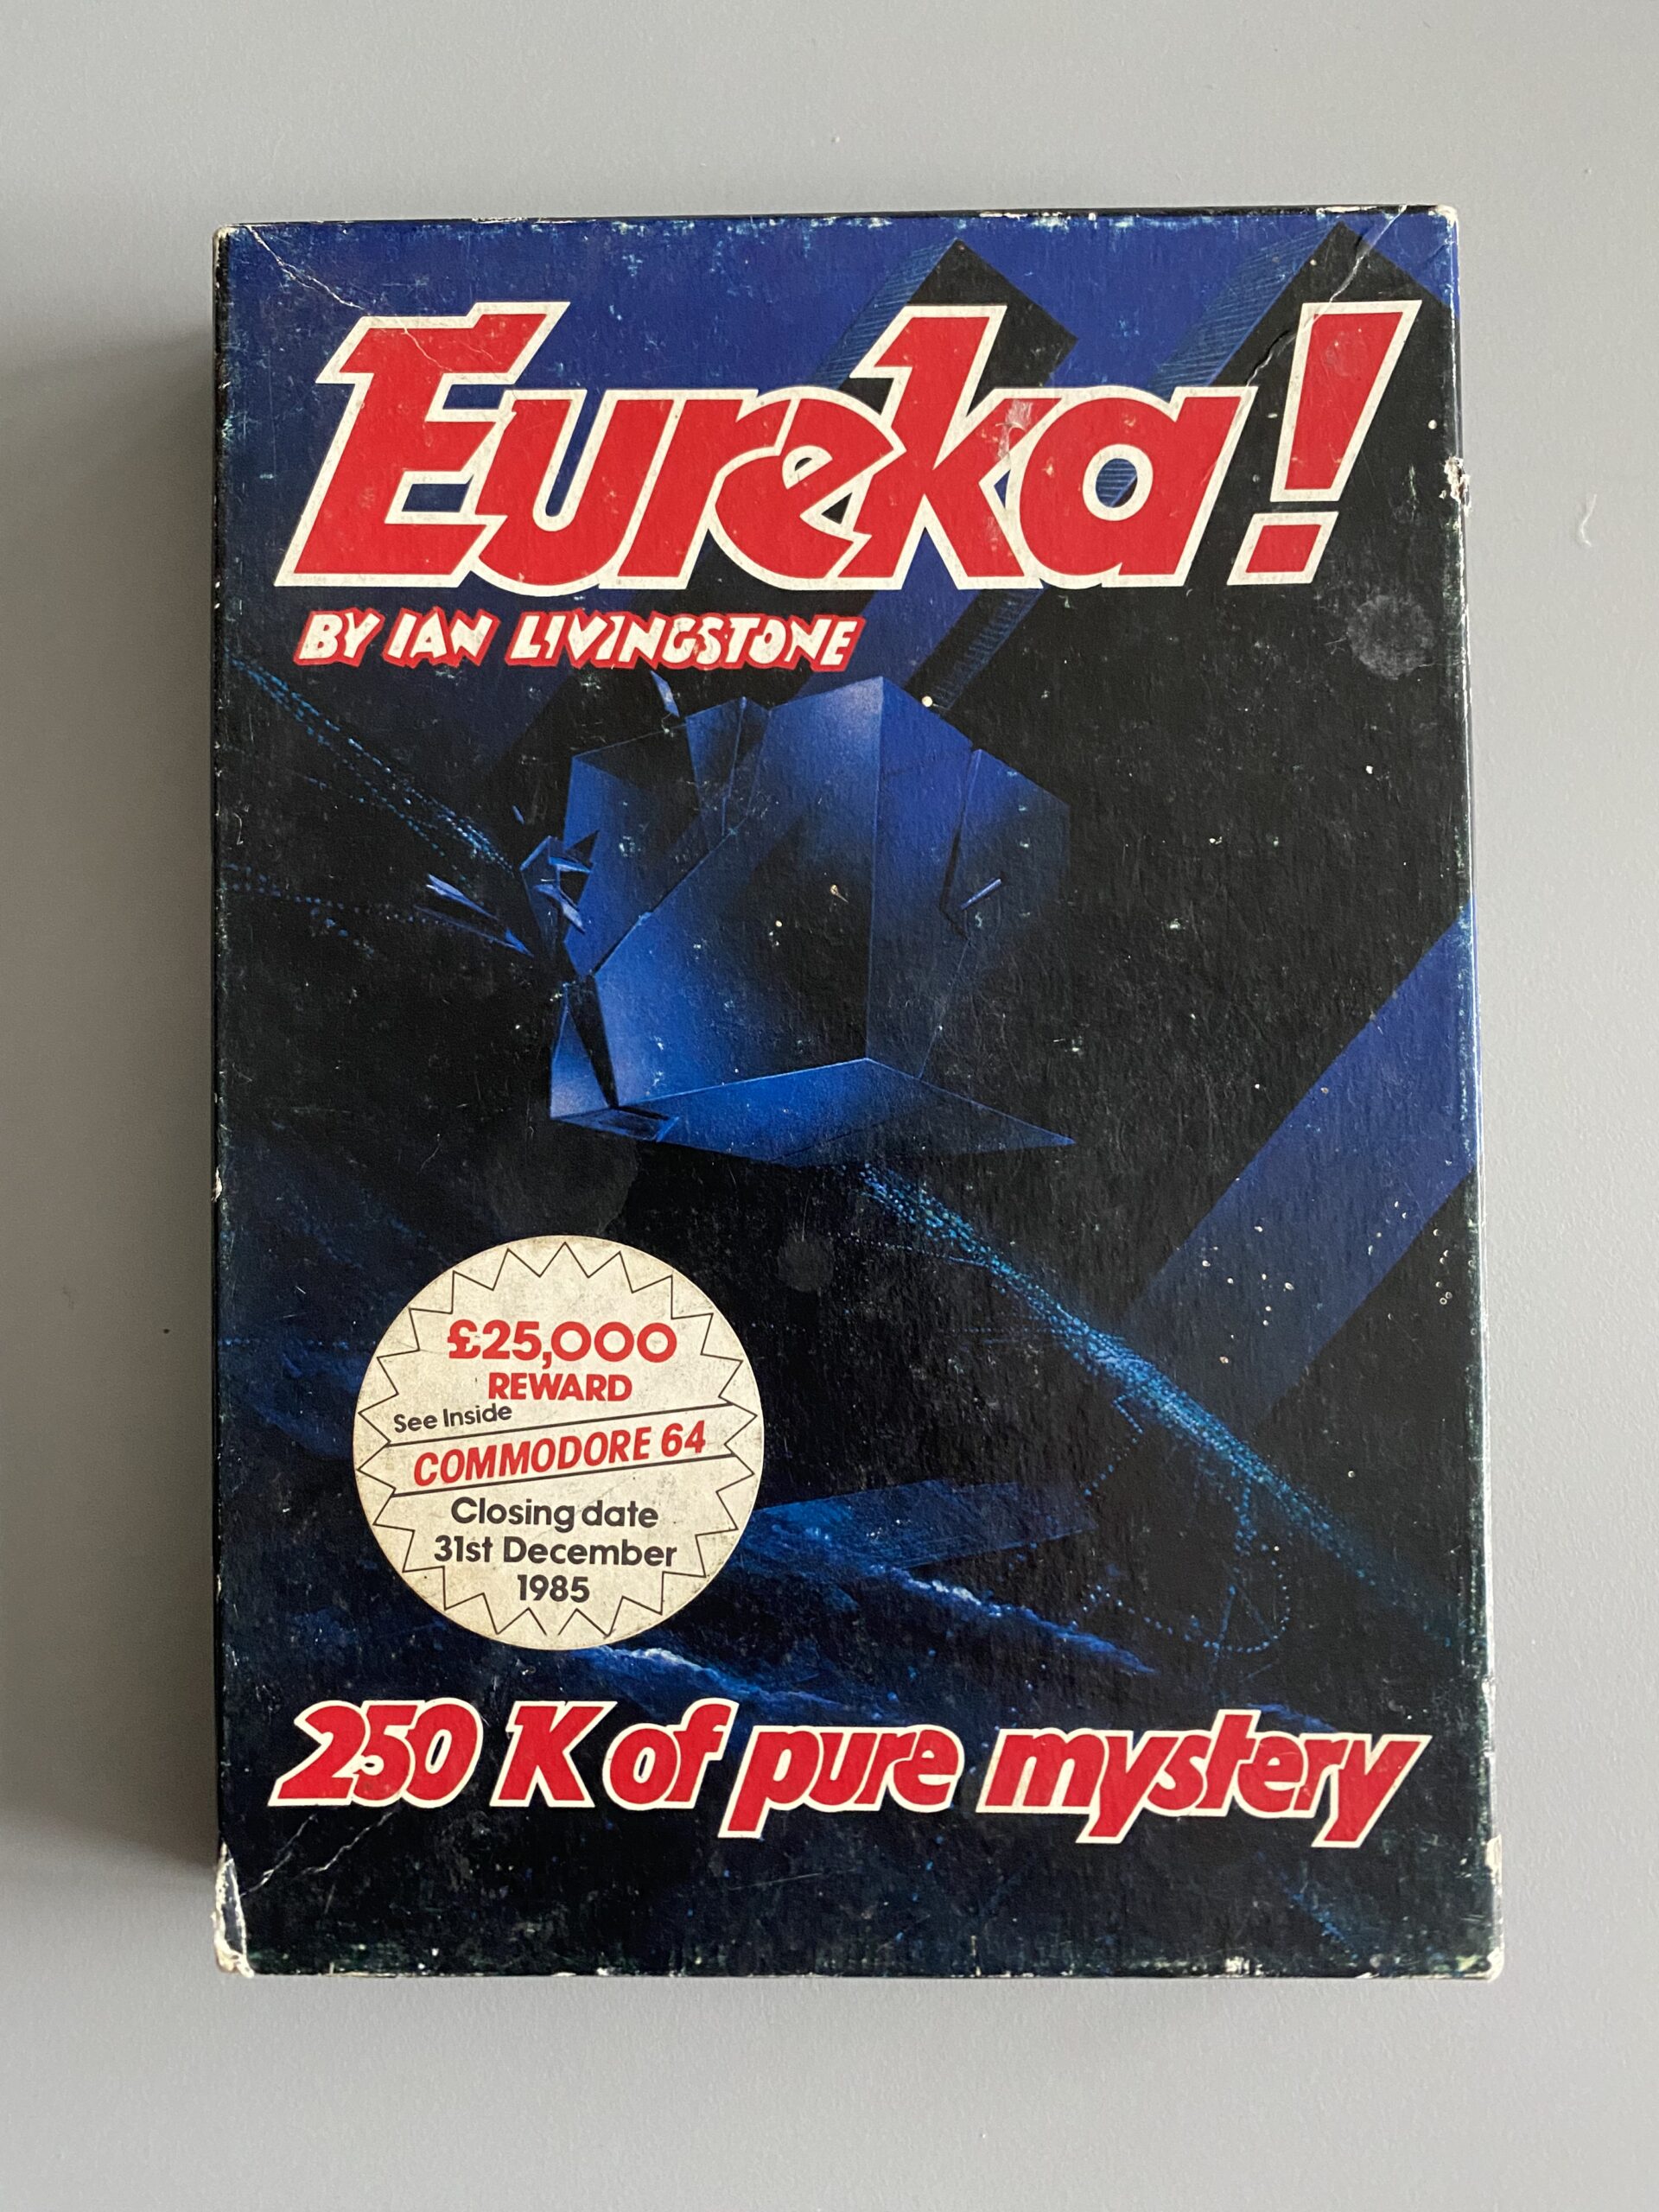 Eureka!
BY IAN LIVINGSTONE
£25,000
REWARD
See Inside
COMMODORE 64
Closing date
31st December
1985
250 K of pure mystery